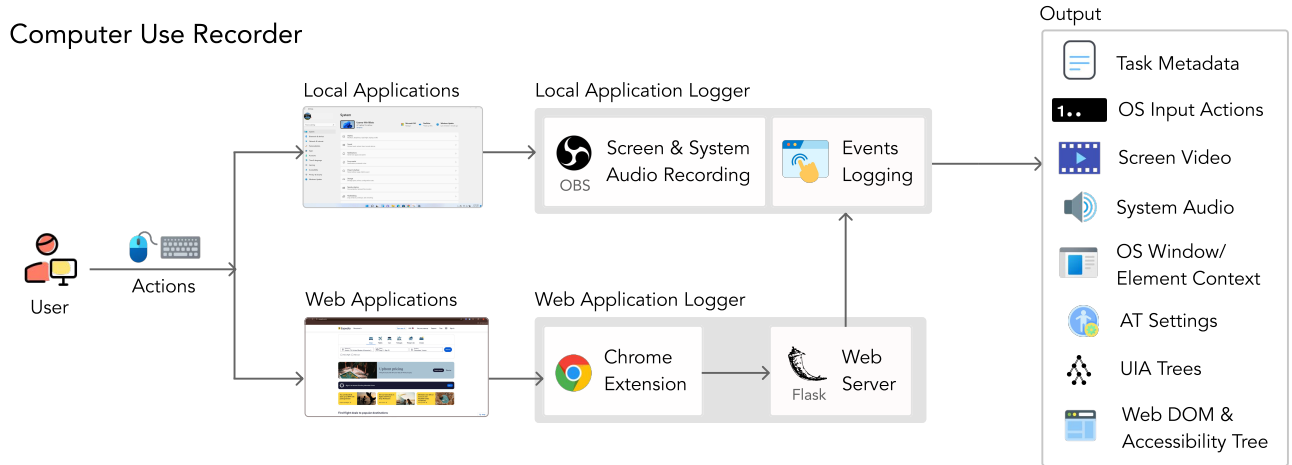 Computer Use Recorder
Output
Local Applications
Local Application Logger
System
OBS
Screen & System
Audio Recording
Events
Logging
User
Actions
Web Applications
Web Application Logger
Chrome
Extension
Flask
Web
Server
Task Metadata
1..
OS Input Actions
Screen Video
System Audio
OS Window/
Element Context
AT Settings
UIA Trees
Web DOM &
Accessibility Tree